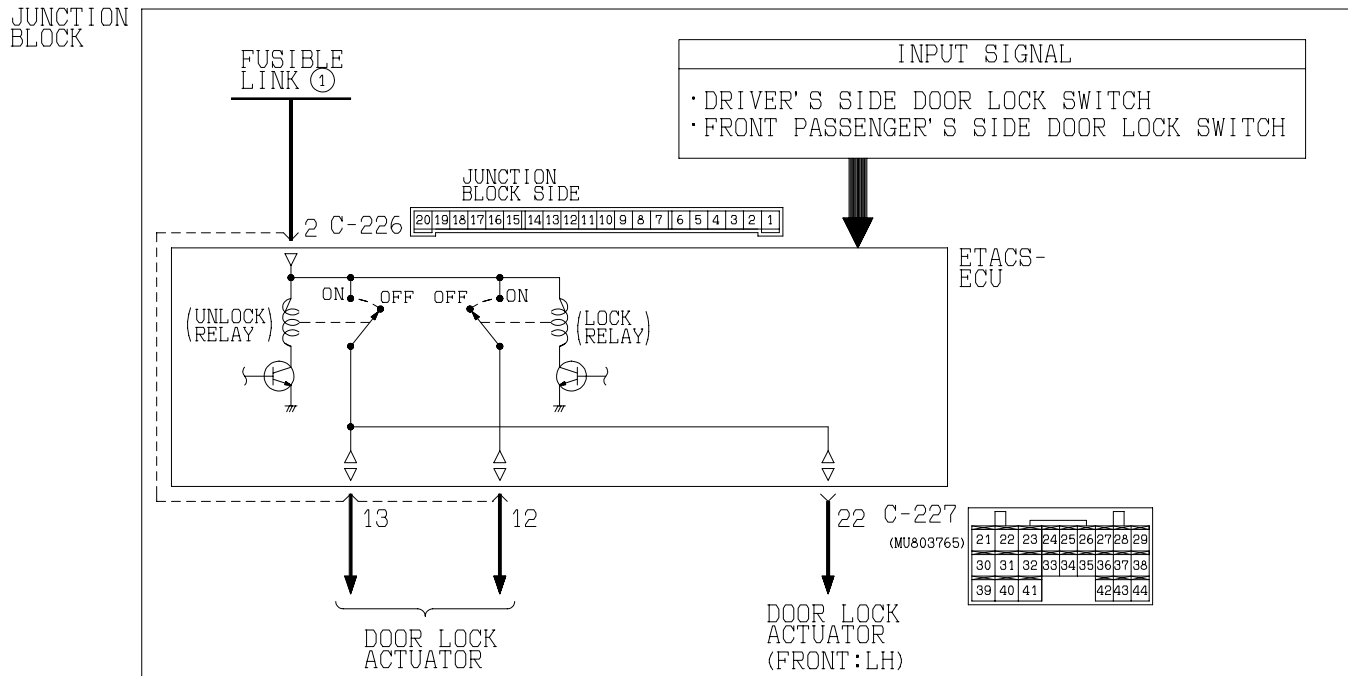 JUNCTION
BLOCK
FUSIBLE
LINK ①
INPUT SIGNAL
·DRIVER'S SIDE DOOR LOCK SWITCH
·FRONT PASSENGER'S SIDE DOOR LOCK SWITCH
JUNCTION
BLOCK SIDE
2 C-226
20 19 18 17 16 15 14 13 12 11 10 9 8 7 6 5 4 3 2 1
ETACS-
ECU
ON OFF OFF ON
(UNLOCK
RELAY)
(LOCK
RELAY)
13 12 22 C-227
(MU803765)
21 22 23 24 25 26 27 28 29
30 31 32 33 34 35 36 37 38
39 40 41 42 43 44
DOOR LOCK
ACTUATOR
DOOR LOCK
ACTUATOR
(FRONT:LH)